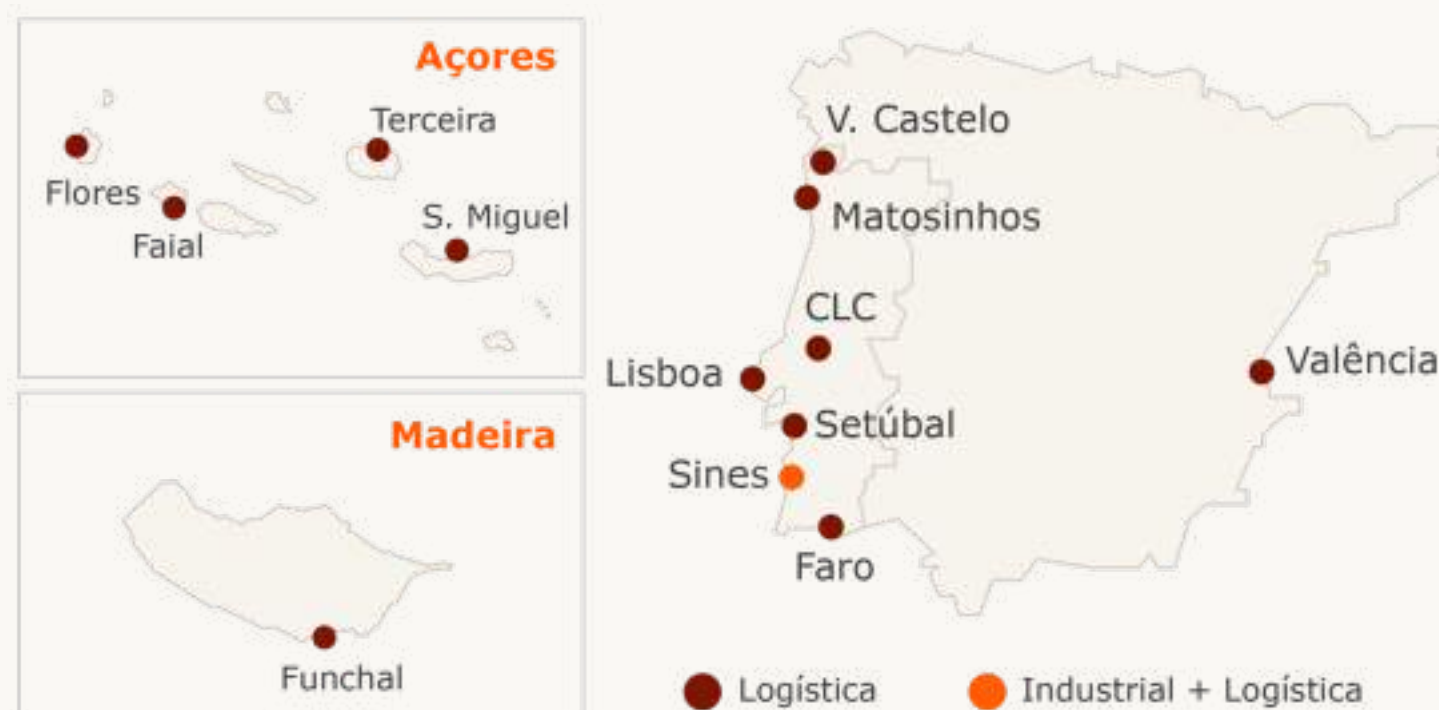 Açores
Terceira
Flores
Faial
S. Miguel
Madeira
Funchal
V. Castelo
Matosinhos
CLC
Lisboa
Valência
Setúbal
Sines
Faro
Logística
Industrial + Logística